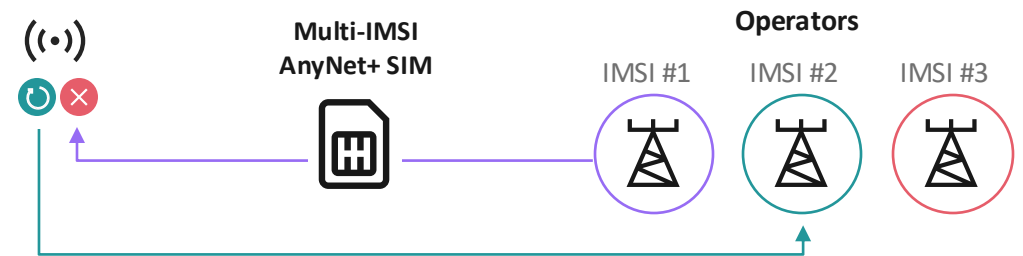 Multi-IMSI
AnyNet+ SIM
Operators
IMSI #1
IMSI #2
IMSI #3